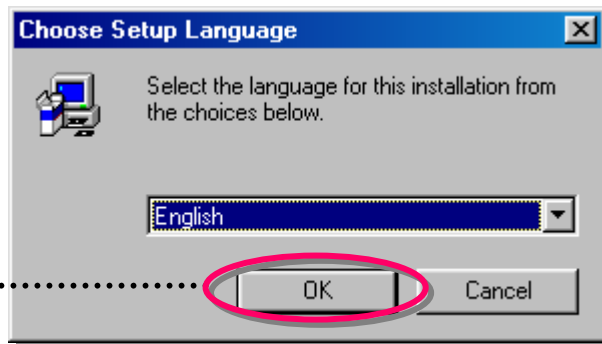 Choose Setup Language
Select the language for this installation from
the choices below.
English
OK Cancel